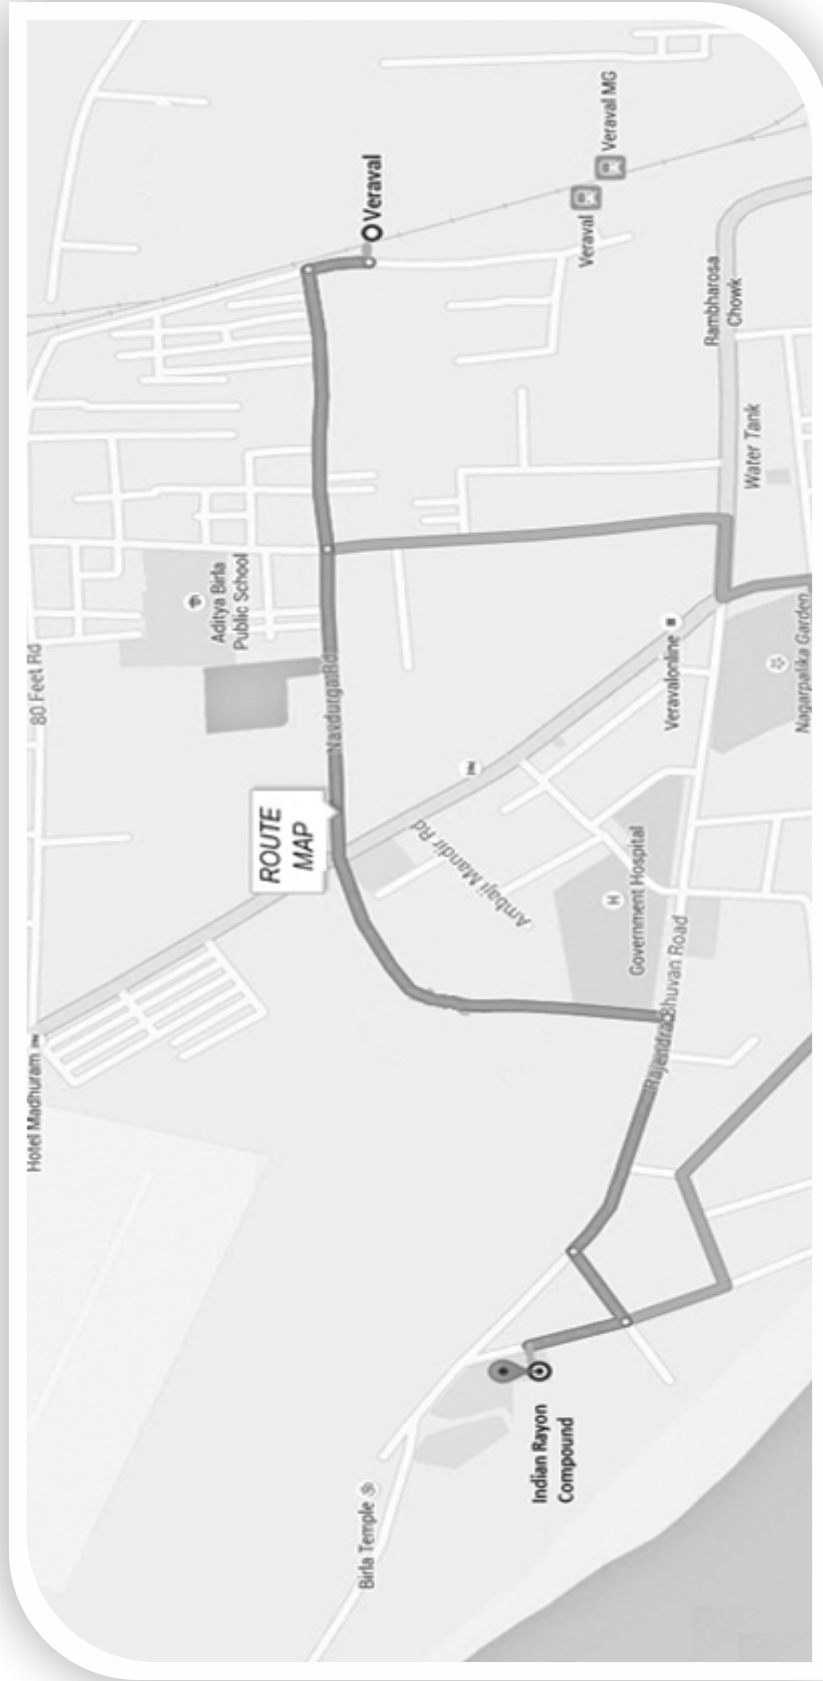 Hotel Madhuram
80 Feet Rd
Birla Temple
ROUTE
MAP
Aditya Birla
Public School
Navdurga Rd
Veraval
Ambaji Mandir Rd
Indian Rayon
Compound
Veraval
Veraval MG
H
Government Hospital
Rajendra Bhuvan Road
Veravalonline
Rambharosa
Chowk
Water Tank
Nagarpalika Garden